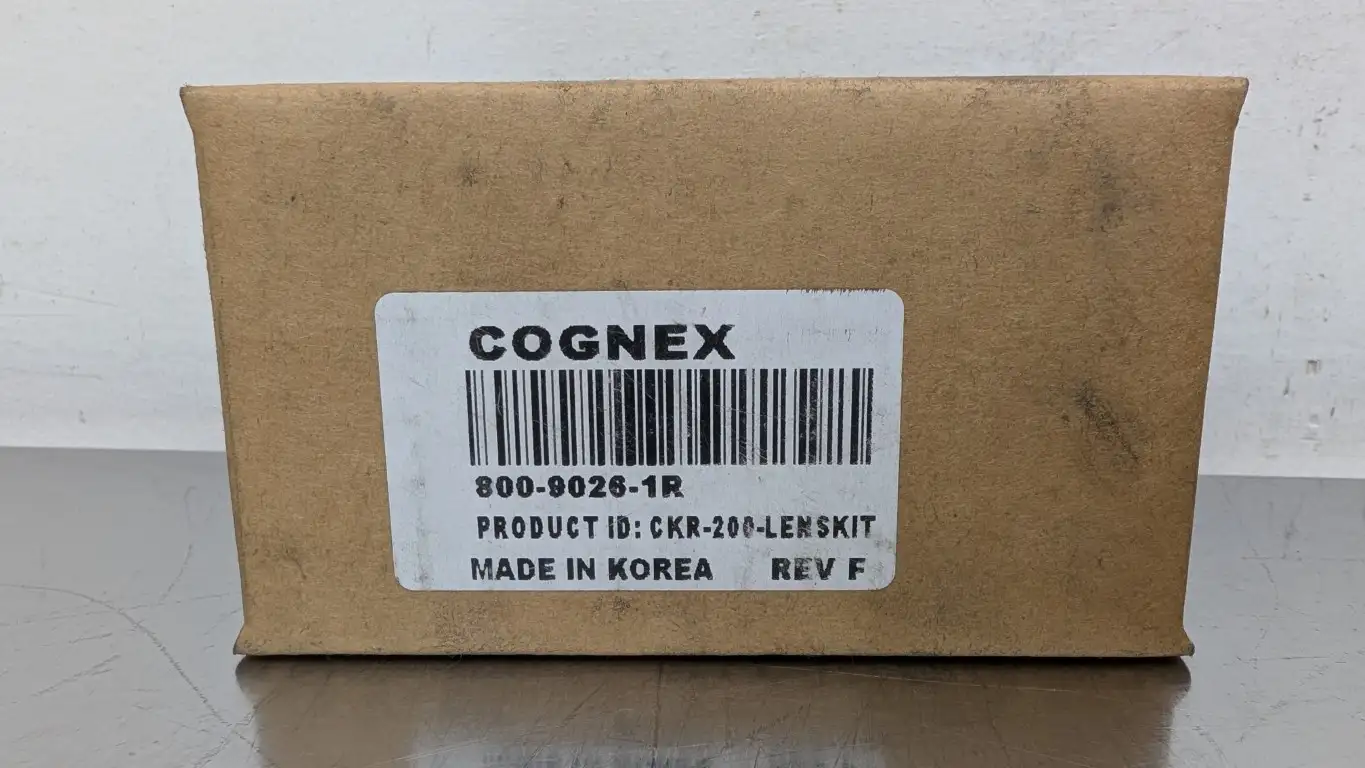 COGNEX
800-9026-1R
PRODUCT ID: CKR-200-LENSKIT
MADE IN KOREA REV F